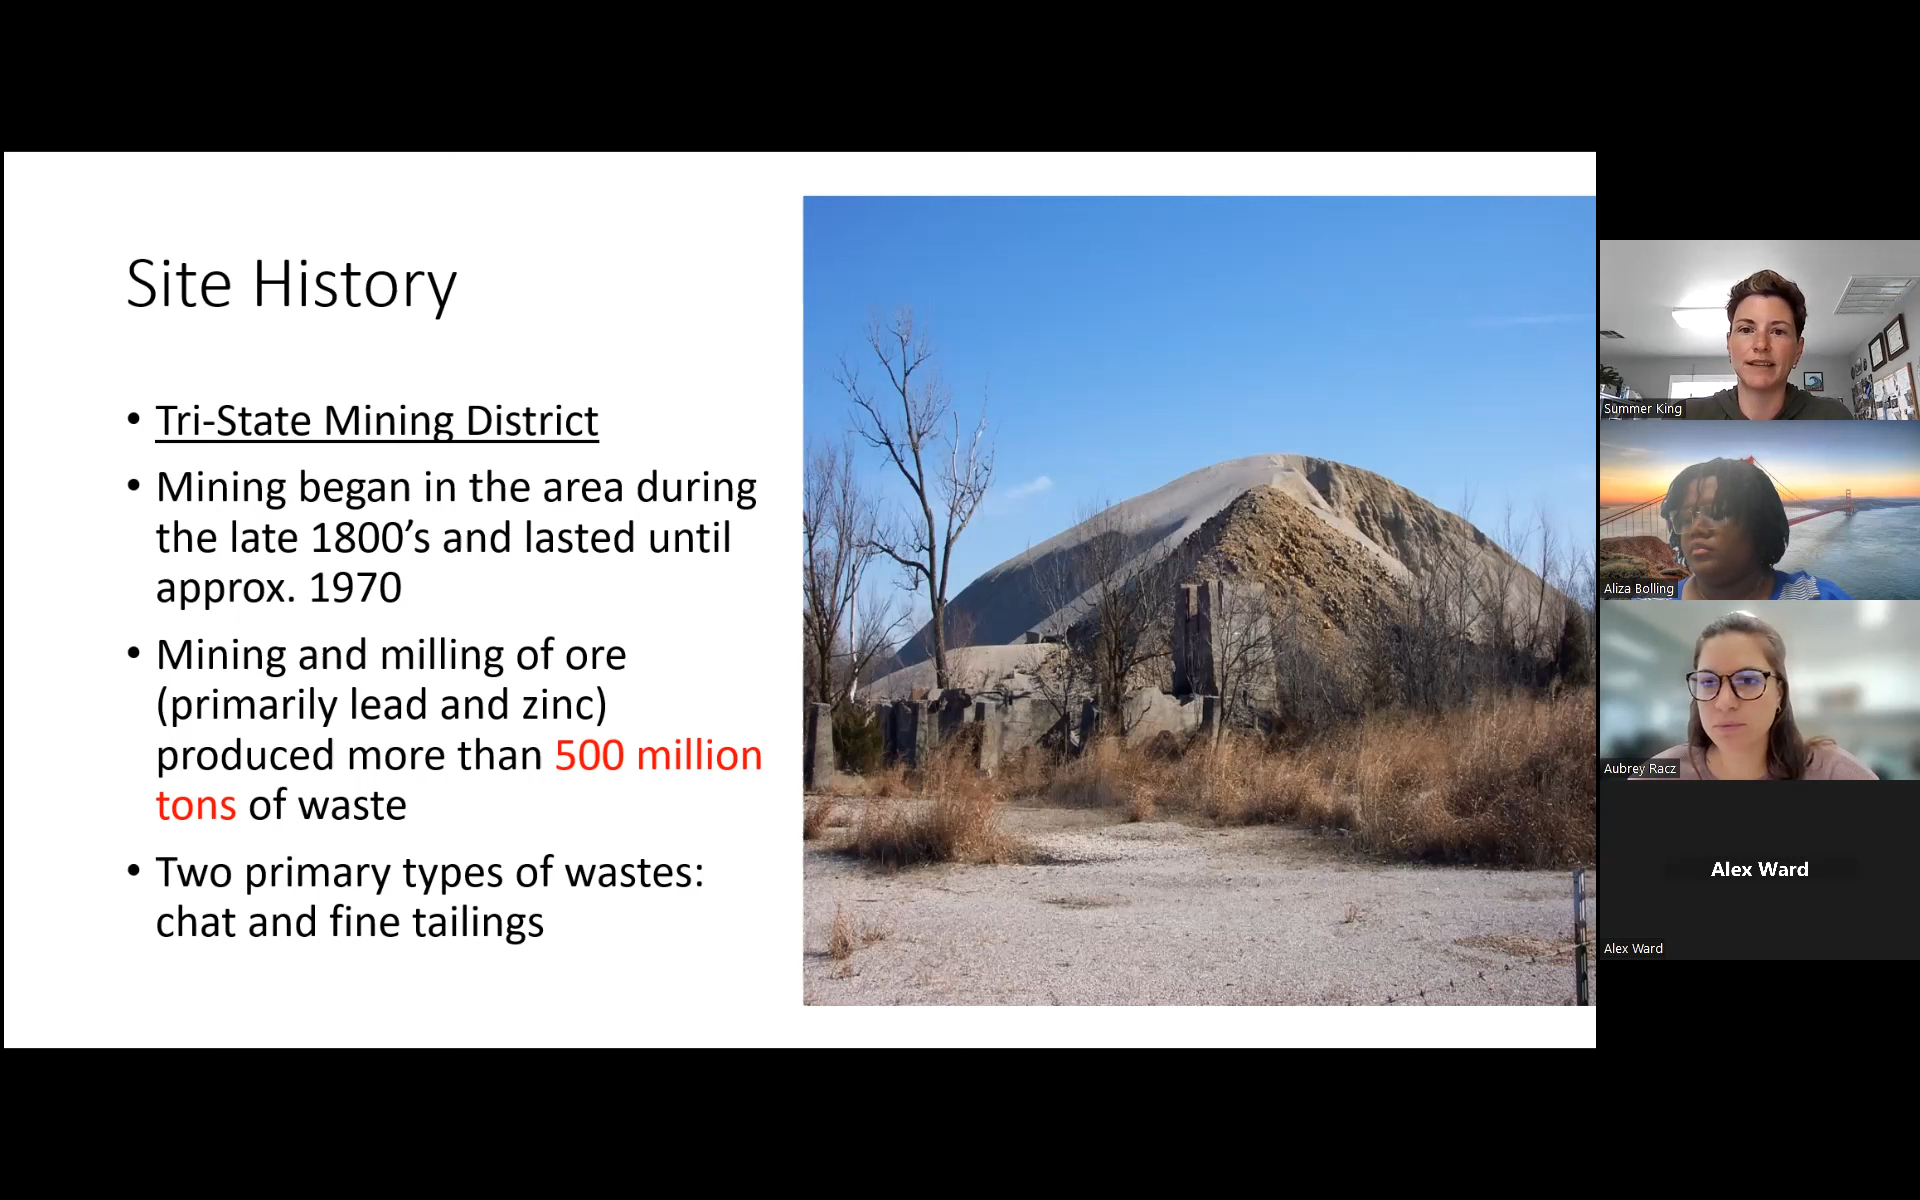 Site History
• Tri-State Mining District
• Mining began in the area during
the late 1800's and lasted until
approx. 1970
• Mining and milling of ore
(primarily lead and zinc)
produced more than 500 million
tons of waste
• Two primary types of wastes:
chat and fine tailings
Summer King
Aliza Bolling
Aubrey Racz
Alex Ward
Alex Ward